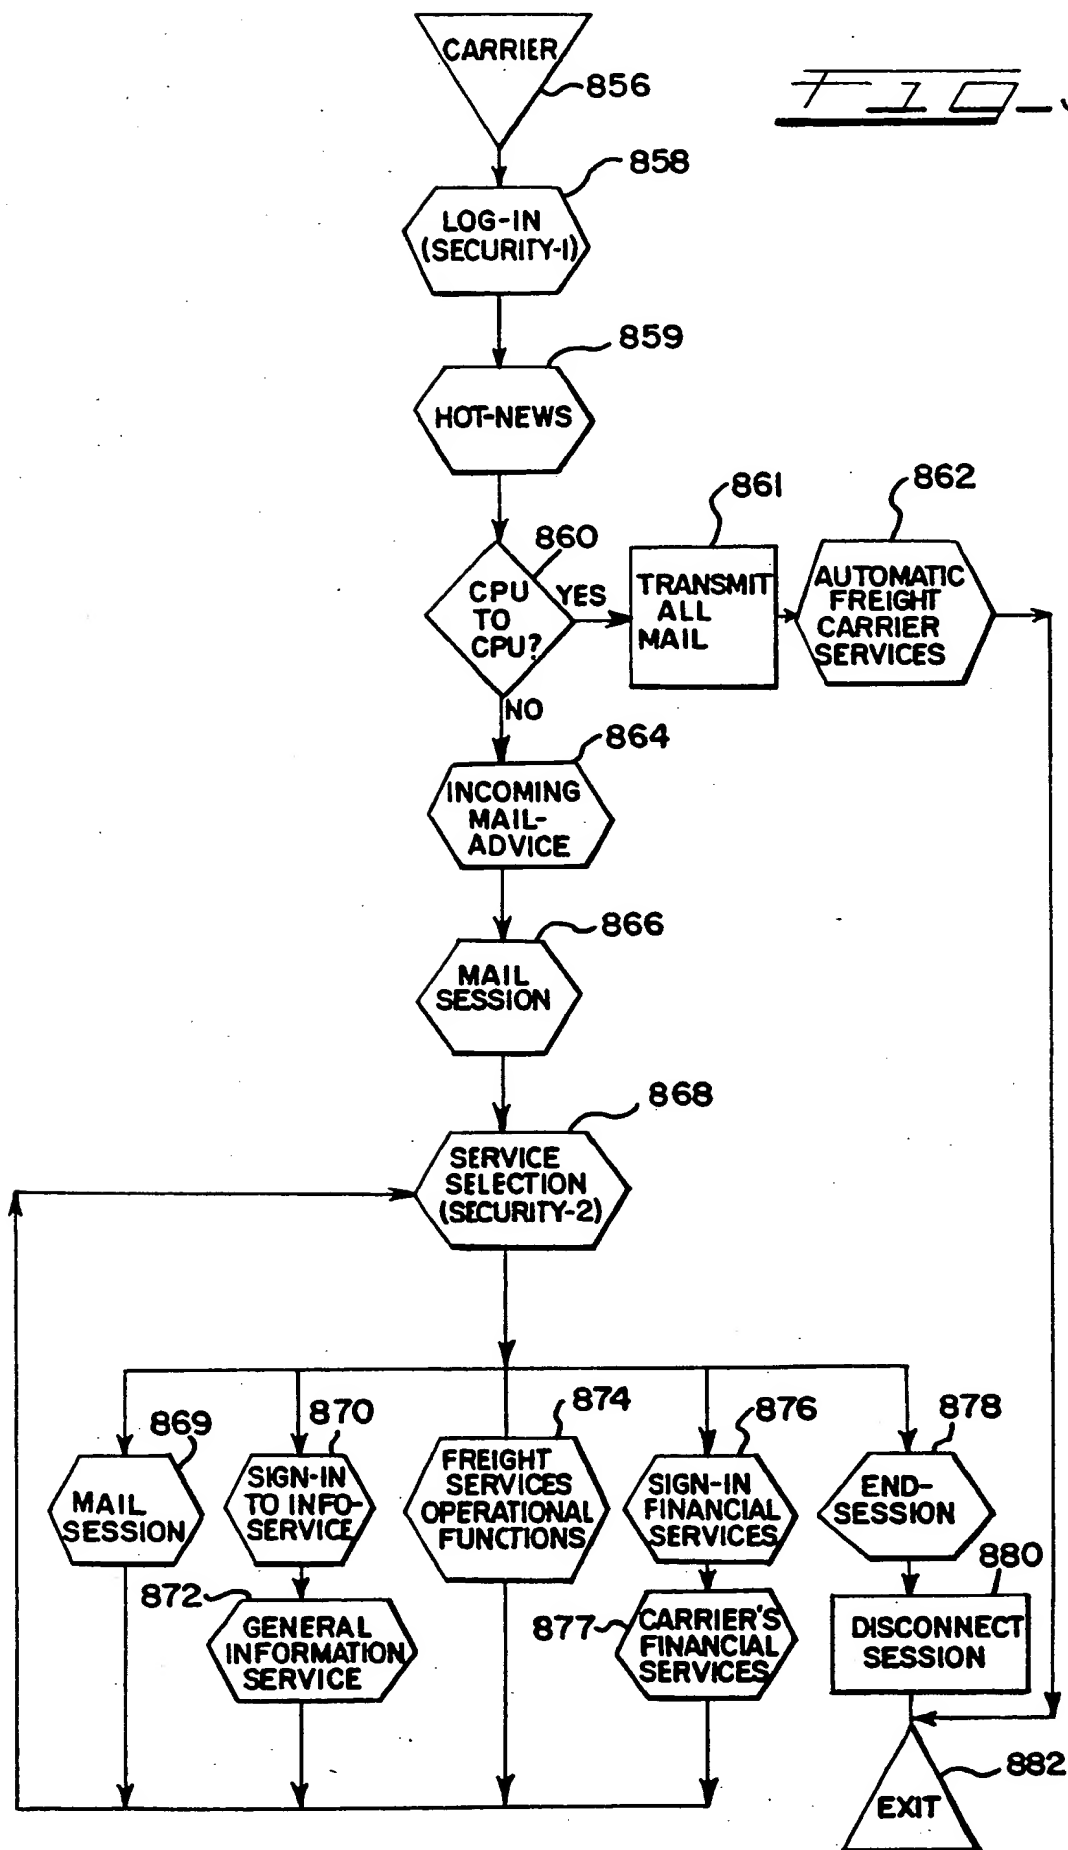 CARRIER
856
Fig.
858
LOG-IN
(SECURITY-1)
859
HOT-NEWS
860
CPU
TO
CPU?
YES
NO
861
TRANSMIT
ALL
MAIL
862
AUTOMATIC
FREIGHT
CARRIER
SERVICES
864
INCOMING
MAIL-
ADVICE
866
MAIL
SESSION
868
SERVICE
SELECTION
(SECURITY-2)
869
MAIL
SESSION
870
SIGN-IN
TO INFO-
SERVICE
872
GENERAL
INFORMATION
SERVICE
874
FREIGHT
SERVICES
OPERATIONAL
FUNCTIONS
876
SIGN-IN
FINANCIAL
SERVICES
877
CARRIER'S
FINANCIAL
SERVICES
878
END-
SESSION
880
DISCONNECT
SESSION
882
EXIT